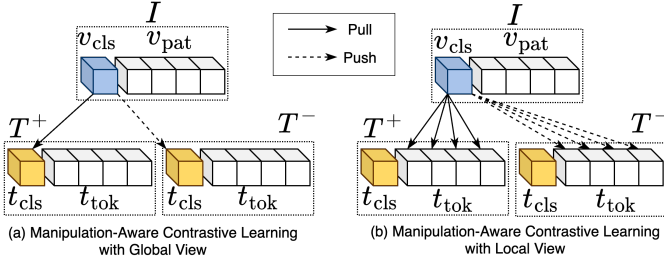 I
v_cls v_pat
T^+ T^-
t_cls t_tok t_cls t_tok
(a) Manipulation-Aware Contrastive Learning
with Global View
Pull
Push
I
v_cls v_pat
T^+ T^-
t_cls t_tok t_cls t_tok
(b) Manipulation-Aware Contrastive Learning
with Local View